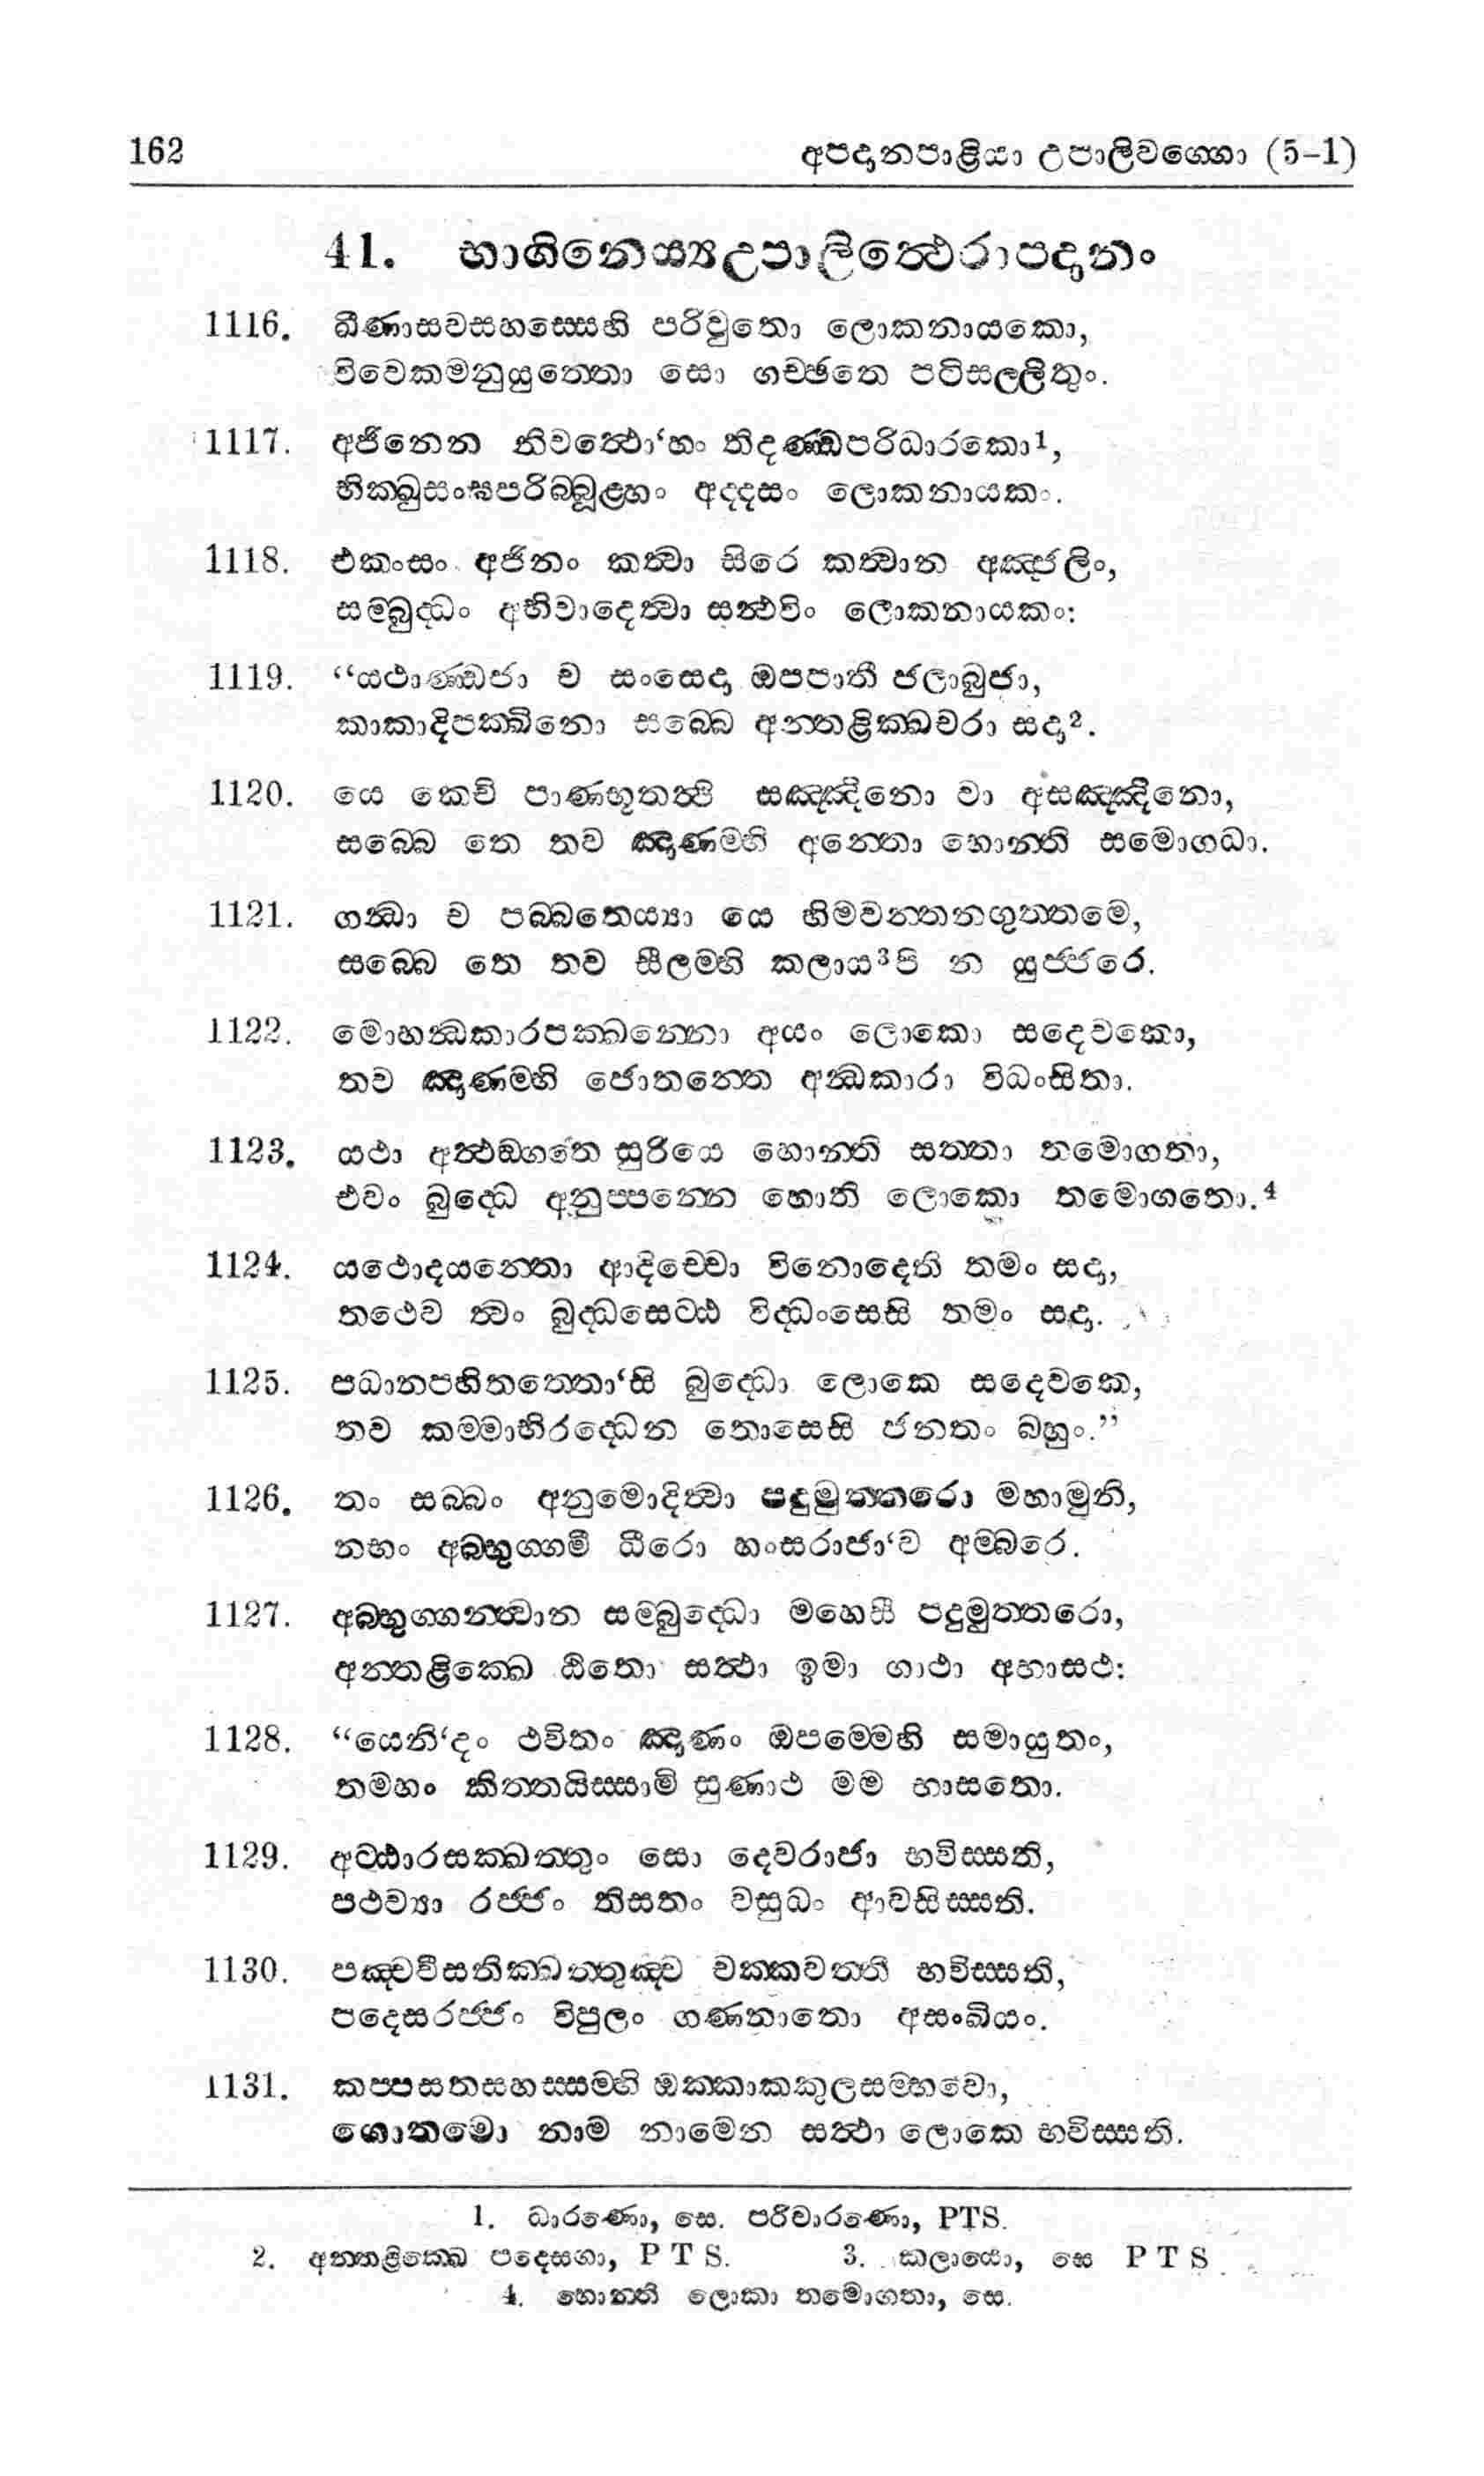 162 අපදානපාළියා උපාලිවග්ගො (5-1)
41. භාගිනෙය්‍යඋපාලිත්‍ථෙරාපදානං
1116. ඛීණාසවසහස්සෙහි පරිවුතො ලොකනායකො,
විවෙකමනුයුත්තො සො ගච්ඡතෙ පටිසල්ලිතුං.
1117. අජිනෙන නිවත්‍ථො‘හං තිදණ්ඩපරිධාරකො1,
භික්ඛුසංඝපරිබ්බූළ්හං අද්දසං ලොකනායකං.
1118. එකංසං අජිනං කත්‍වා සිරෙ කත්‍වාන අඤ්ජලිං,
සම්බුද්ධං අභිවාදෙත්‍වා සන්‍ථවිං ලොකනායකං:
1119. “යථාණ්ඩජා ච සංසෙදා ඔපපාතී ජලාබුජා,
කාකාදිපක්ඛිනො සබ්බෙ අන්තළික්ඛචරා සදා2.
1120. යෙ කෙචි පාණභූතත්‍ථි සඤ්ඤිනො වා අසඤ්ඤිනො,
සබ්බෙ තෙ තව ඤාණම්හි අන්තො හොන්ති සමොගධා.
1121. ගන්‍ධා ච පබ්බතෙය්‍යා යෙ හිමවන්තනගුත්තමෙ,
සබ්බෙ තෙ තව සීලම්හි කලාය3පි න යුජ්ජරෙ.
1122. මොහන්‍ධකාරපක්ඛන්නො අයං ලොකො සදෙවකො,
තව ඤාණම්හි ජොතන්තෙ අන්‍ධකාරා විධංසිතා.
1123. යථා අත්‍ථඞ්ගතෙ සුරියෙ හොන්ති සත්තා තමොගතා,
එවං බුද්ධෙ අනුප්පන්නෙ හොති ලොකො තමොගතො.4
1124. යථොදයන්තො ආදිච්චො විනොදෙති තමං සදා,
තථෙව ත්‍වං බුද්ධසෙට්ඨ විද්ධංසෙසි තමං සදා.
1125. පධානපහිතත්තො‘සි බුද්ධො ලොකෙ සදෙවකෙ,
තව කම්මාභිරද්ධෙන තොසෙසි ජනතං බහුං.”
1126. තං සබ්බං අනුමොදිත්‍වා පදුමුත්තරො මහාමුනි,
නභං අබ්භුග්ගමී ධීරො හංසරාජා‘ව අම්බරෙ.
1127. අබ්භුග්ගන්ත්‍වාන සම්බුද්ධො මහෙසී පදුමුත්තරො,
අන්තළික්ඛෙ ඨිතො සත්‍ථා ඉමා ගාථා අභාසථ:
1128. “යෙනි‘දං ථවිතං ඤාණං ඔපම්මෙහි සමායුතං,
තමහං කිත්තයිස්සාමි සුණාථ මම භාසතො.
1129. අට්ඨාරසක්ඛත්තුං සො දෙවරාජා භවිස්සති,
පථව්‍යා රජ්ජං තිසතං වසුධං ආවසිස්සති.
1130. පඤ්චවීසතික්ඛත්තුඤ්ච චක්කවත්තී භවිස්සති,
පදෙසරජ්ජං විපුලං ගණනාතො අසංඛියං.
1131. කප්පසතසහස්සම්හි ඔක්කාකකුලසම්භවො,
ගොතමො නාම නාමෙන සත්‍ථා ලොකෙ භවිස්සති.
1. ධාරණො, සෙ. පරිචාරණො, PTS.
2. අන්තළික්ඛෙ පදෙසගා, PTS. 3. කලායො, සෙ PTS
4. හොන්ති ලොකා තමොගතා, සෙ.